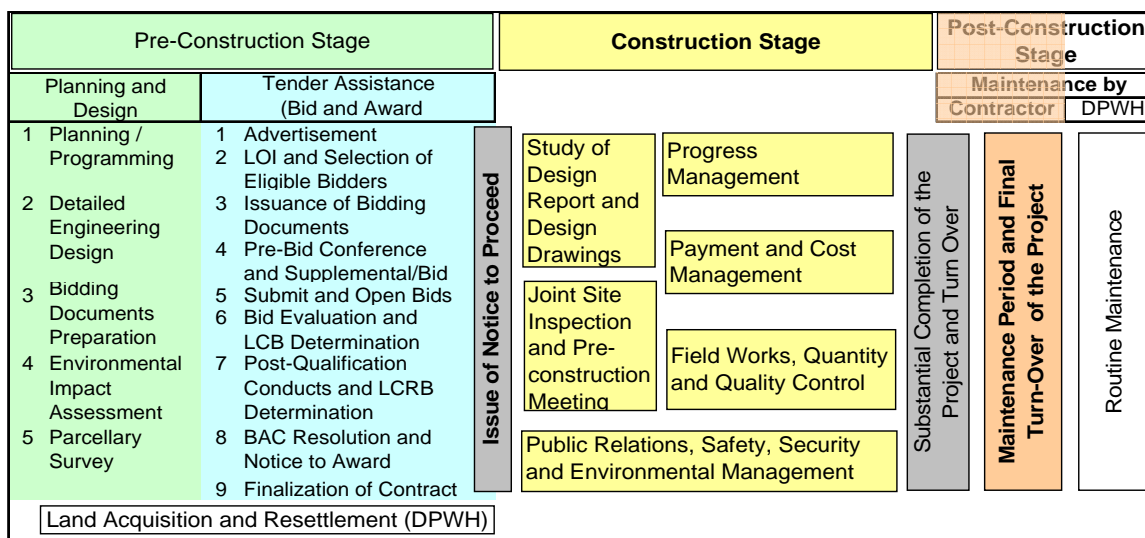 Pre-Construction Stage
Construction Stage
Post-Construction
Stage
Planning and
Design
Tender Assistance
(Bid and Award
Maintenance by
Contractor
DPWH
1 Planning /
Programming
2 Detailed
Engineering
Design
3 Bidding
Documents
Preparation
4 Environmental
Impact
Assessment
5 Parcellary
Survey
1 Advertisement
2 LOI and Selection of
Eligible Bidders
3 Issuance of Bidding
Documents
4 Pre-Bid Conference
and Supplemental/Bid
5 Submit and Open Bids
6 Bid Evaluation and
LCB Determination
7 Post-Qualification
Conducts and LCRB
Determination
8 BAC Resolution and
Notice to Award
9 Finalization of Contract
Land Acquisition and Resettlement (DPWH)
Issue of Notice to Proceed
Study of
Design
Report and
Design
Drawings
Joint Site
Inspection
and Pre-
construction
Meeting
Progress
Management
Payment and Cost
Management
Field Works, Quantity
and Quality Control
Public Relations, Safety, Security
and Environmental Management
Substantial Completion of the
Project and Turn Over
Maintenance Period and Final
Turn-Over of the Project
Routine Maintenance